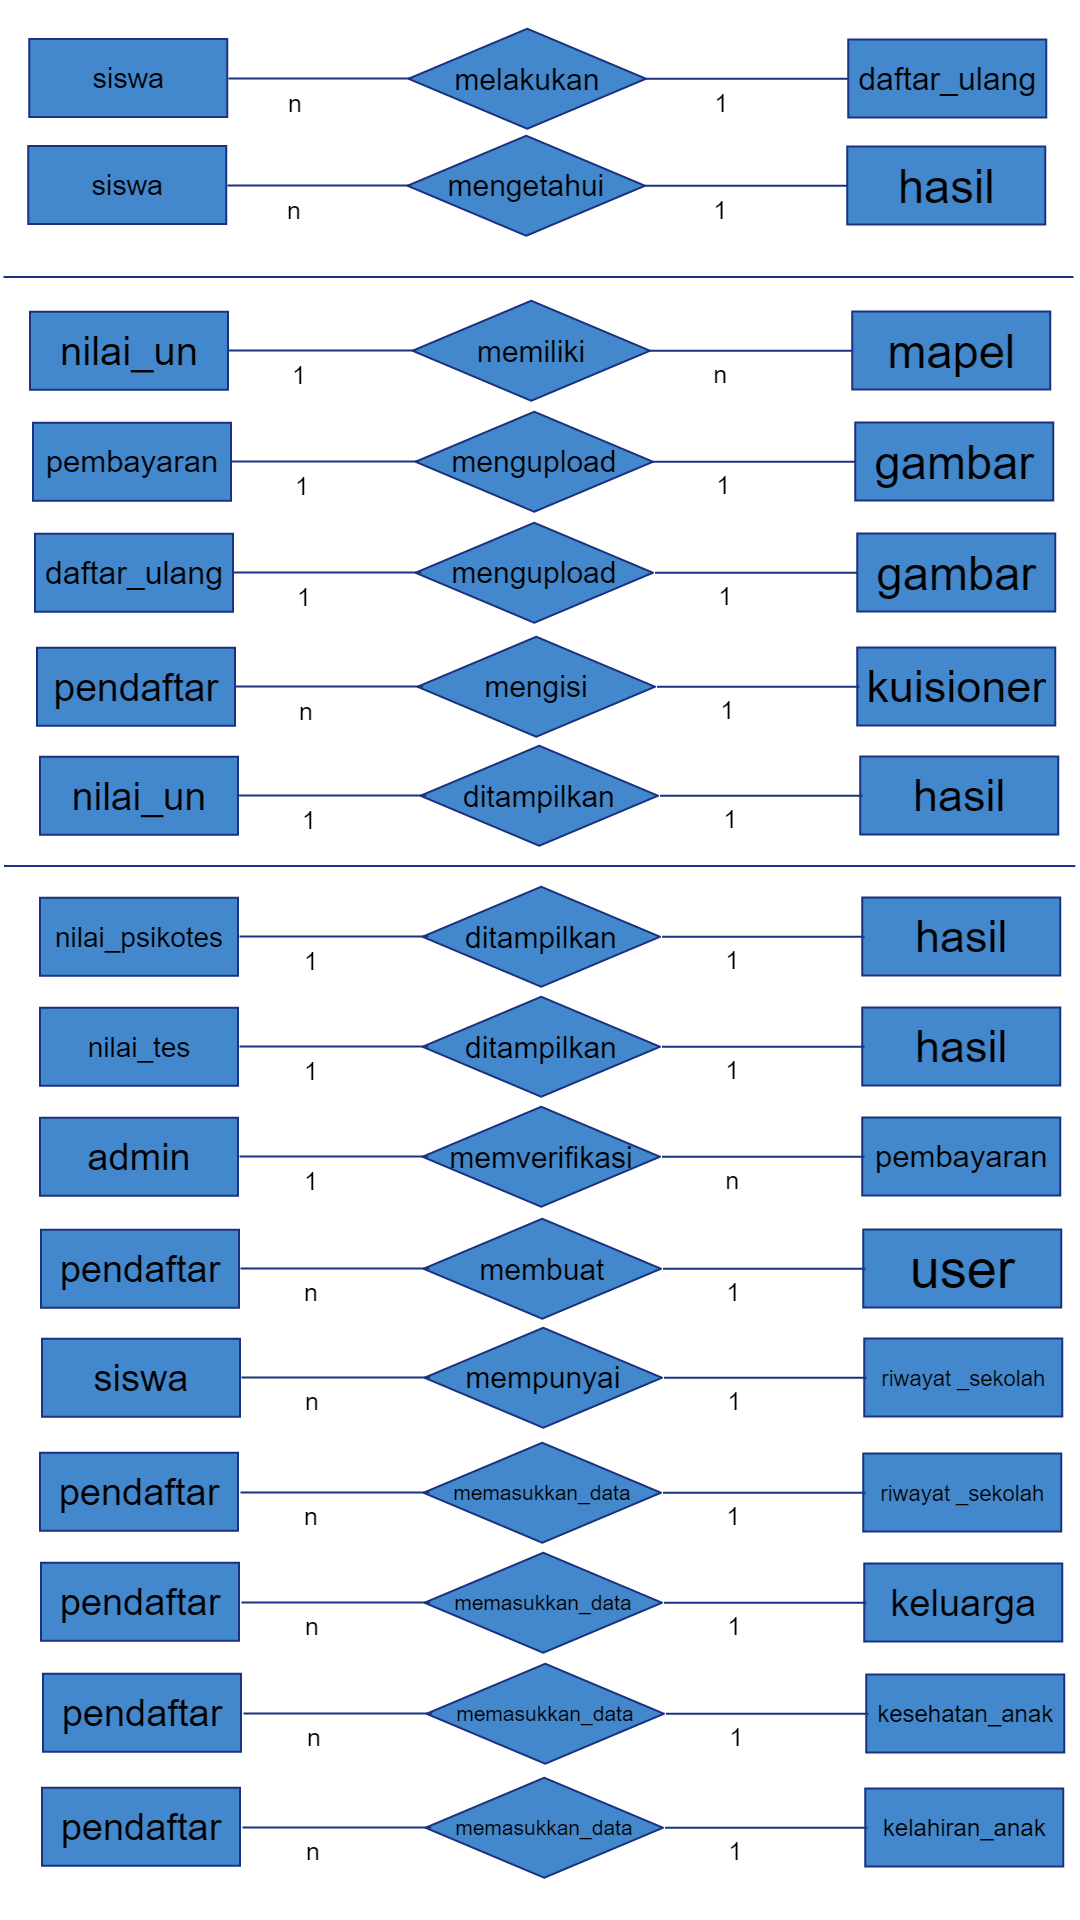 siswa melakukan daftar_ulang
n 1
siswa mengetahui hasil
n 1
nilai_un memiliki mapel
1 n
pembayaran mengupload gambar
1 1
daftar_ulang mengupload gambar
1 1
pendaftar mengisi kuisioner
n 1
nilai_un ditampilkan hasil
1 1
nilai_psikotes ditampilkan hasil
1 1
nilai_tes ditampilkan hasil
1 1
admin memverifikasi pembayaran
1 n
pendaftar membuat user
n 1
siswa mempunyai riwayat _sekolah
n 1
pendaftar memasukkan_data riwayat _sekolah
n 1
pendaftar memasukkan_data keluarga
n 1
pendaftar memasukkan_data kesehatan_anak
n 1
pendaftar memasukkan_data kelahiran_anak
n 1